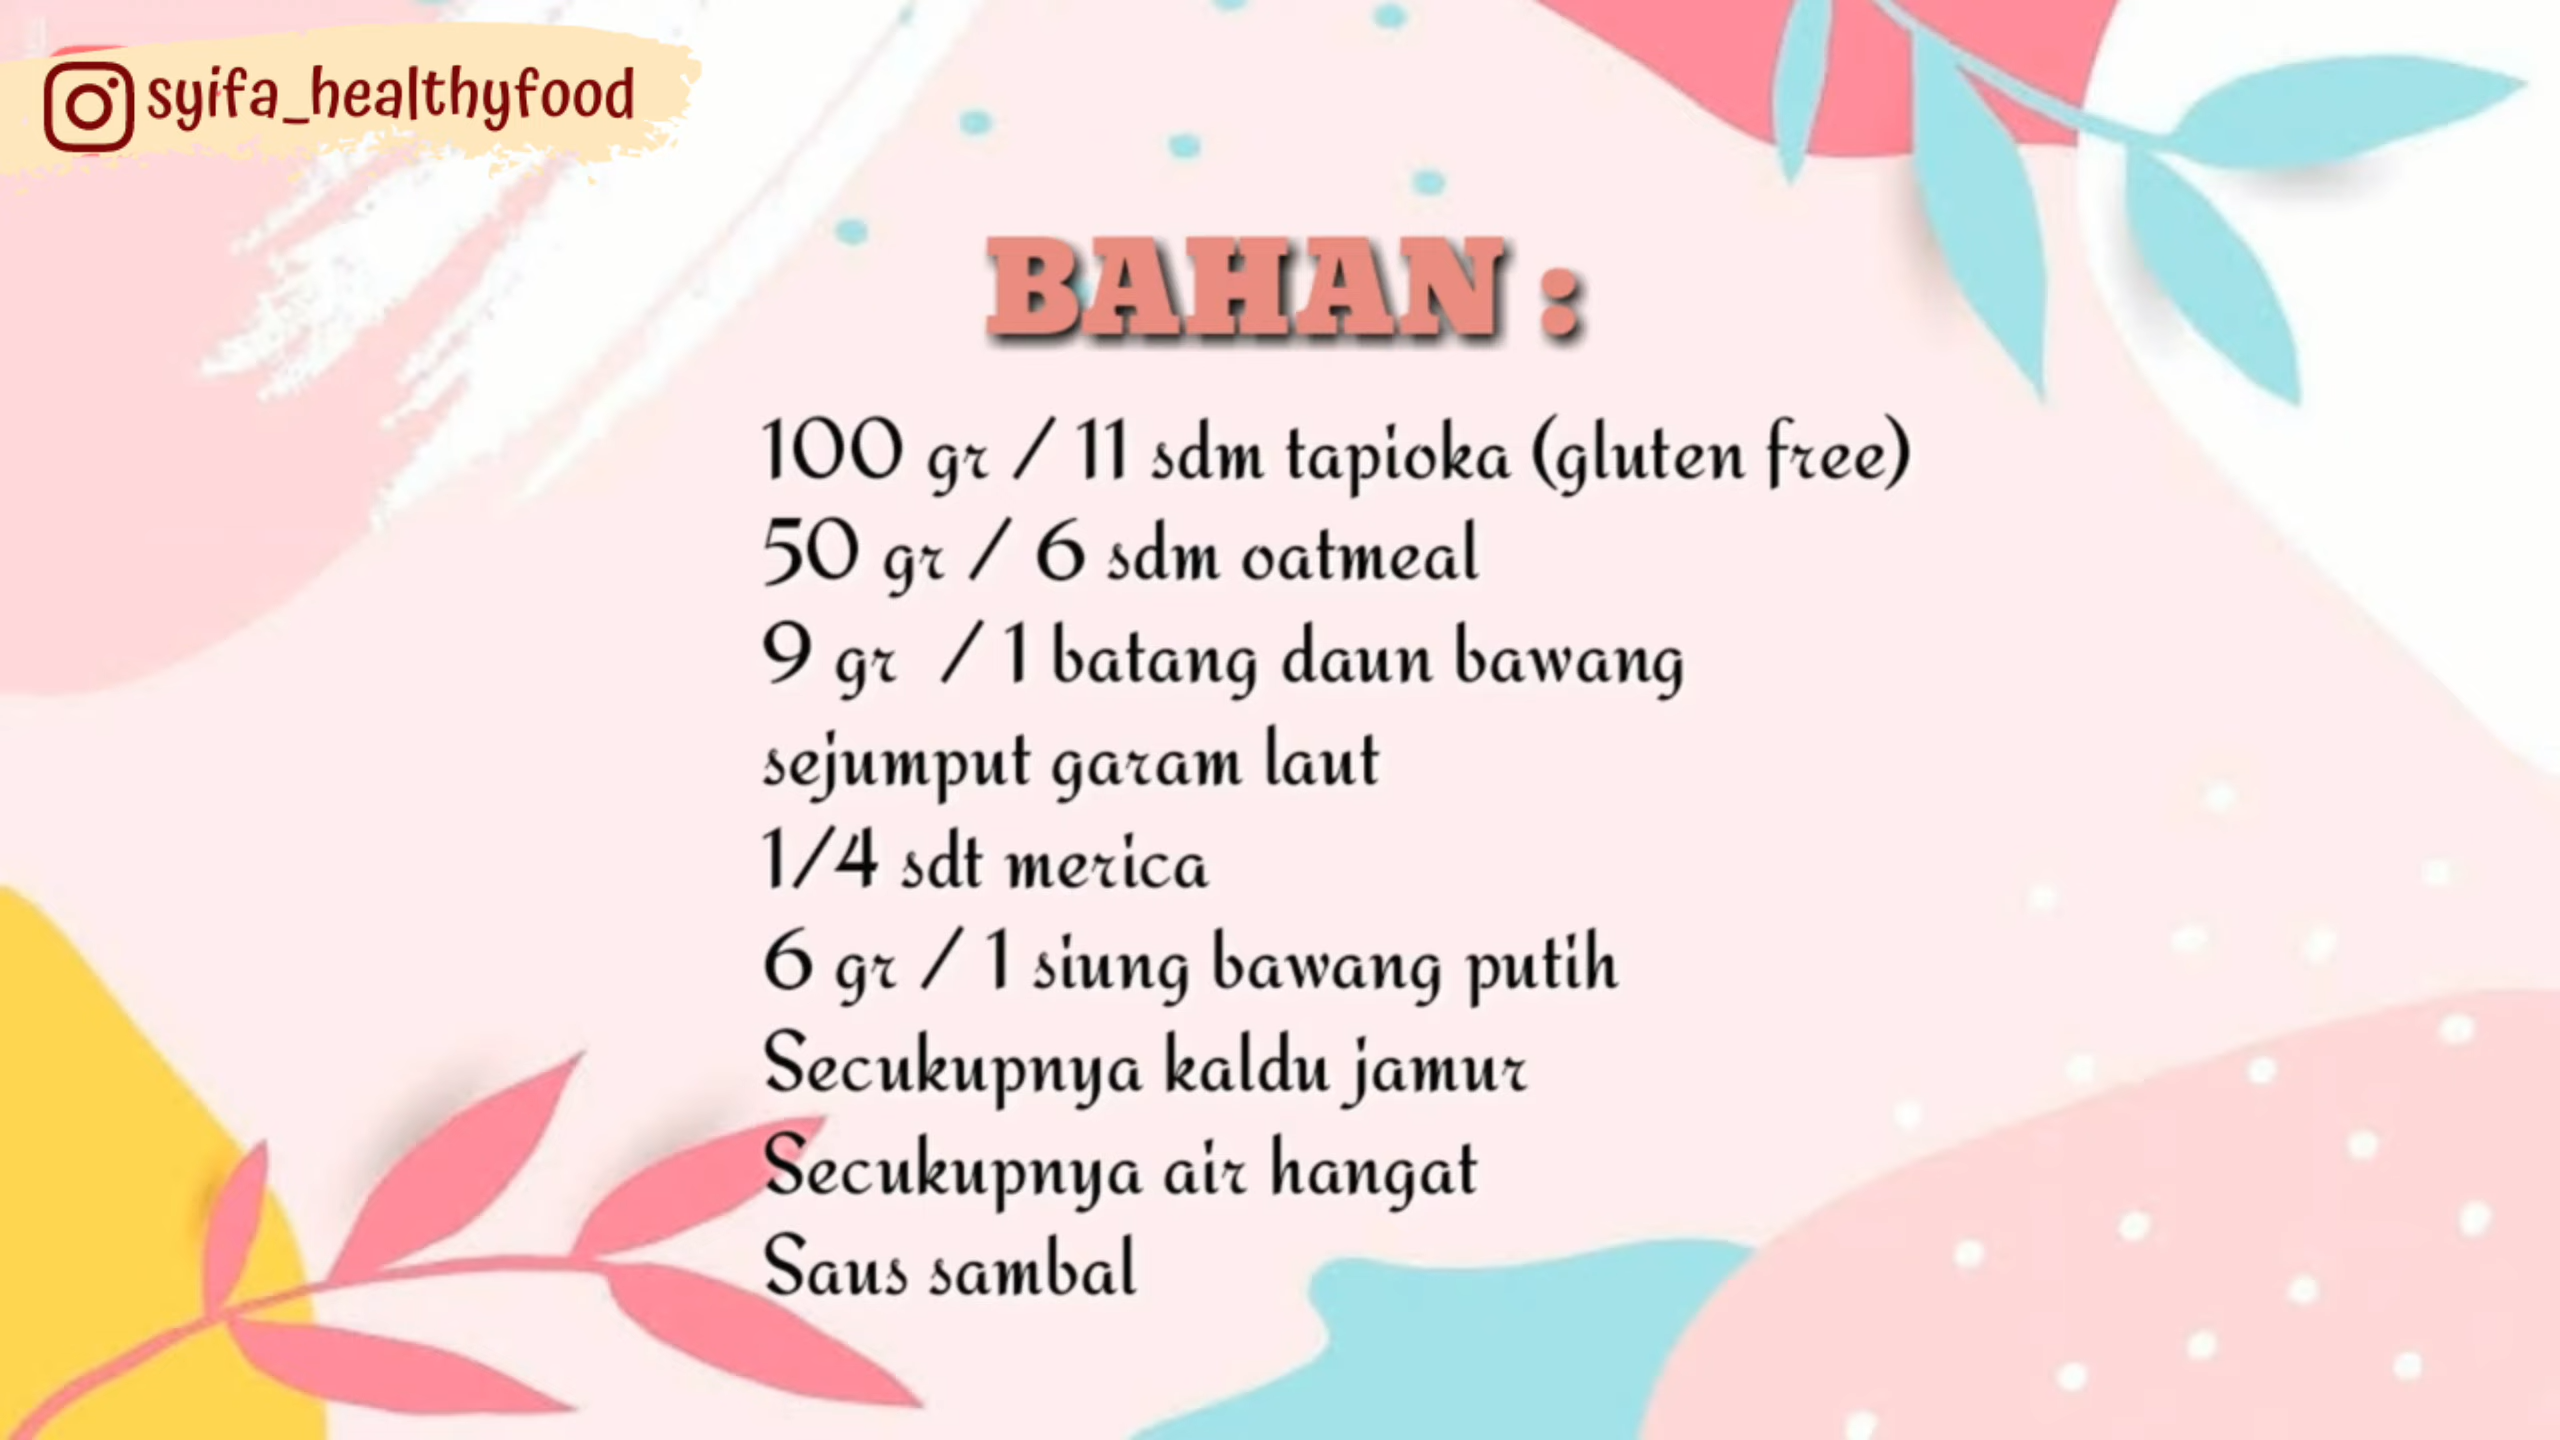 syifa_healthyfood
BAHAN :
100 gr / 11 sdm tapioka (gluten free)
50 gr / 6 sdm oatmeal
9 gr / 1 batang daun bawang
sejumput garam laut
1/4 sdt merica
6 gr / 1 siung bawang putih
Secukupnya kaldu jamur
Secukupnya air hangat
Saus sambal